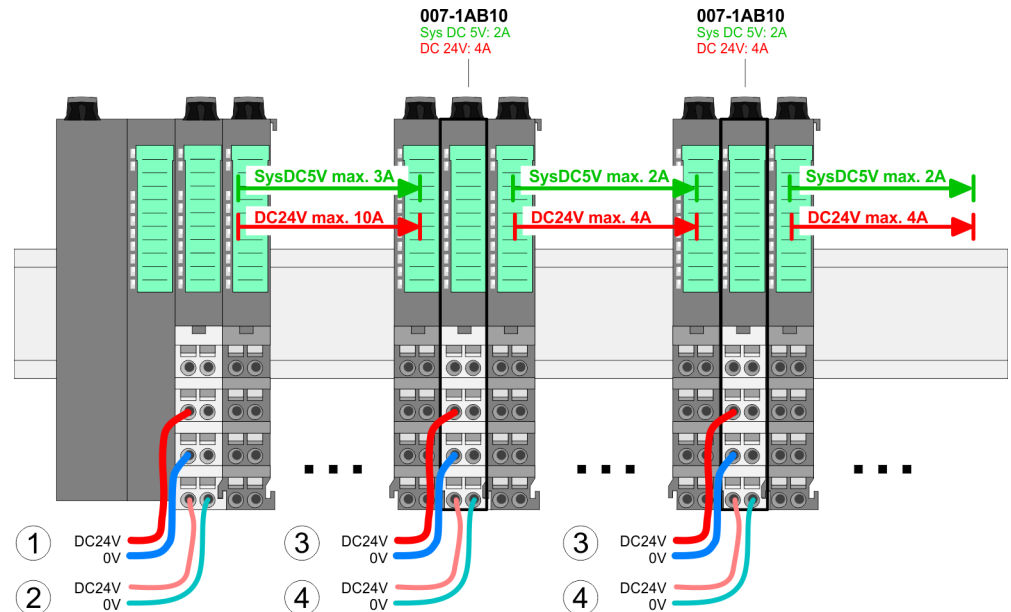 007-1AB10
Sys DC 5V: 2A
DC 24V: 4A
007-1AB10
Sys DC 5V: 2A
DC 24V: 4A
SysDC5V max. 3A
SysDC5V max. 2A
SysDC5V max. 2A
DC24V max. 10A
DC24V max. 4A
DC24V max. 4A
1
DC24V
0V
2
DC24V
0V
3
DC24V
0V
4
DC24V
0V
3
DC24V
0V
4
DC24V
0V